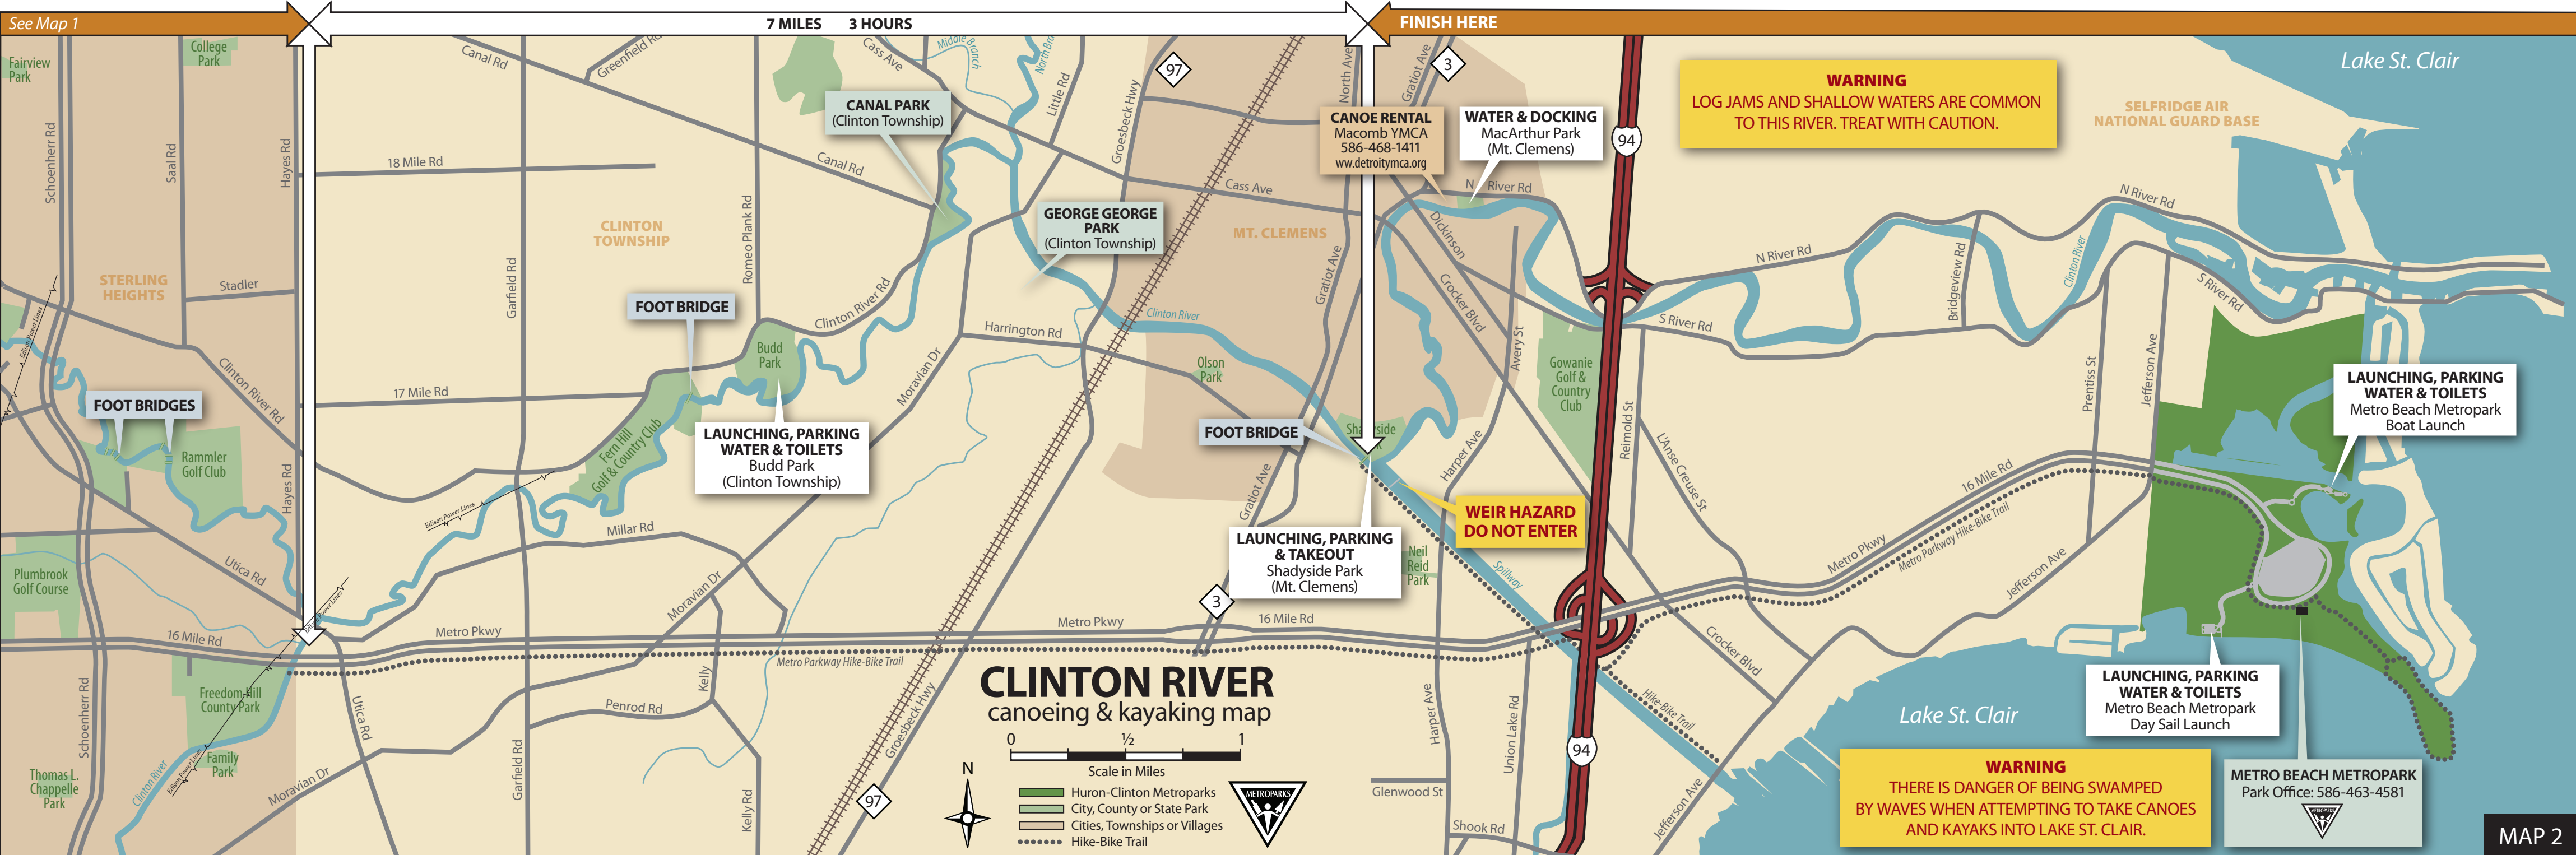 See Map 1
7 MILES 3 HOURS
FINISH HERE
Fairview
Park
College
Park
Schoenherr Rd
Saal Rd
Hayes Rd
Canal Rd
Greenfield Rd
18 Mile Rd
CLINTON
TOWNSHIP
STERLING
HEIGHTS
Stadler
Garfield Rd
Romeo Plank Rd
Cass Ave
Middle Branch
North Bra
Little Rd
Groesbeck Hwy
97
CANAL PARK
(Clinton Township)
Canal Rd
GEORGE GEORGE
PARK
(Clinton Township)
Cass Ave
MT. CLEMENS
North Ave
Gratiot Ave
3
CANOE RENTAL
Macomb YMCA
586-468-1411
ww.detroitymca.org
WATER & DOCKING
MacArthur Park
(Mt. Clemens)
N River Rd
94
WARNING
LOG JAMS AND SHALLOW WATERS ARE COMMON
TO THIS RIVER. TREAT WITH CAUTION.
Lake St. Clair
SELFRIDGE AIR
NATIONAL GUARD BASE
N River Rd
Dickinson
Crocker Blvd
Gratiot Ave
N River Rd
Bridgeview Rd
Clinton River
S River Rd
S River Rd
Edison Power Lines
Clinton River Rd
FOOT BRIDGE
Budd
Park
Clinton River Rd
Moravian Dr
Harrington Rd
Clinton River
Olson
Park
Avery St
Gowanie
Golf &
Country
Club
Prentiss St
Jefferson Ave
17 Mile Rd
FOOT BRIDGES
Rammler
Golf Club
Hayes Rd
Fern Hill
Golf & Country Club
LAUNCHING, PARKING
WATER & TOILETS
Budd Park
(Clinton Township)
FOOT BRIDGE
Harper Ave
Reimold St
L'Anse Creuse St
LAUNCHING, PARKING
WATER & TOILETS
Metro Beach Metropark
Boat Launch
16 Mile Rd
Metro Parkway Hike-Bike Trail
Edison Power Lines
Millar Rd
Gratiot Ave
WEIR HAZARD
DO NOT ENTER
LAUNCHING, PARKING
& TAKEOUT
Shadyside Park
(Mt. Clemens)
Neil
Reid
Park
Spillway
Metro Pkwy
Jefferson Ave
Plumbrook
Golf Course
Utica Rd
Moravian Dr
3
16 Mile Rd
Metro Pkwy
Metro Pkwy
16 Mile Rd
Metro Parkway Hike-Bike Trail
Crocker Blvd
Freedom Hill
County Park
Schoenherr Rd
Utica Rd
Kelly
Penrod Rd
CLINTON RIVER
canoeing & kayaking map
Harper Ave
Union Lake Rd
Hike-Bike Trail
Lake St. Clair
LAUNCHING, PARKING
WATER & TOILETS
Metro Beach Metropark
Day Sail Launch
Family
Park
Clinton River
Edison Power Lines
Thomas L.
Chappelle
Park
Moravian Dr
Garfield Rd
Kelly Rd
Groesbeck Hwy
97
0 ½ 1
Scale in Miles
N
Huron-Clinton Metroparks
City, County or State Park
Cities, Townships or Villages
Hike-Bike Trail
METROPARKS
Glenwood St
Shook Rd
94
Jefferson Ave
WARNING
THERE IS DANGER OF BEING SWAMPED
BY WAVES WHEN ATTEMPTING TO TAKE CANOES
AND KAYAKS INTO LAKE ST. CLAIR.
METRO BEACH METROPARK
Park Office: 586-463-4581
METROPARKS
MAP 2